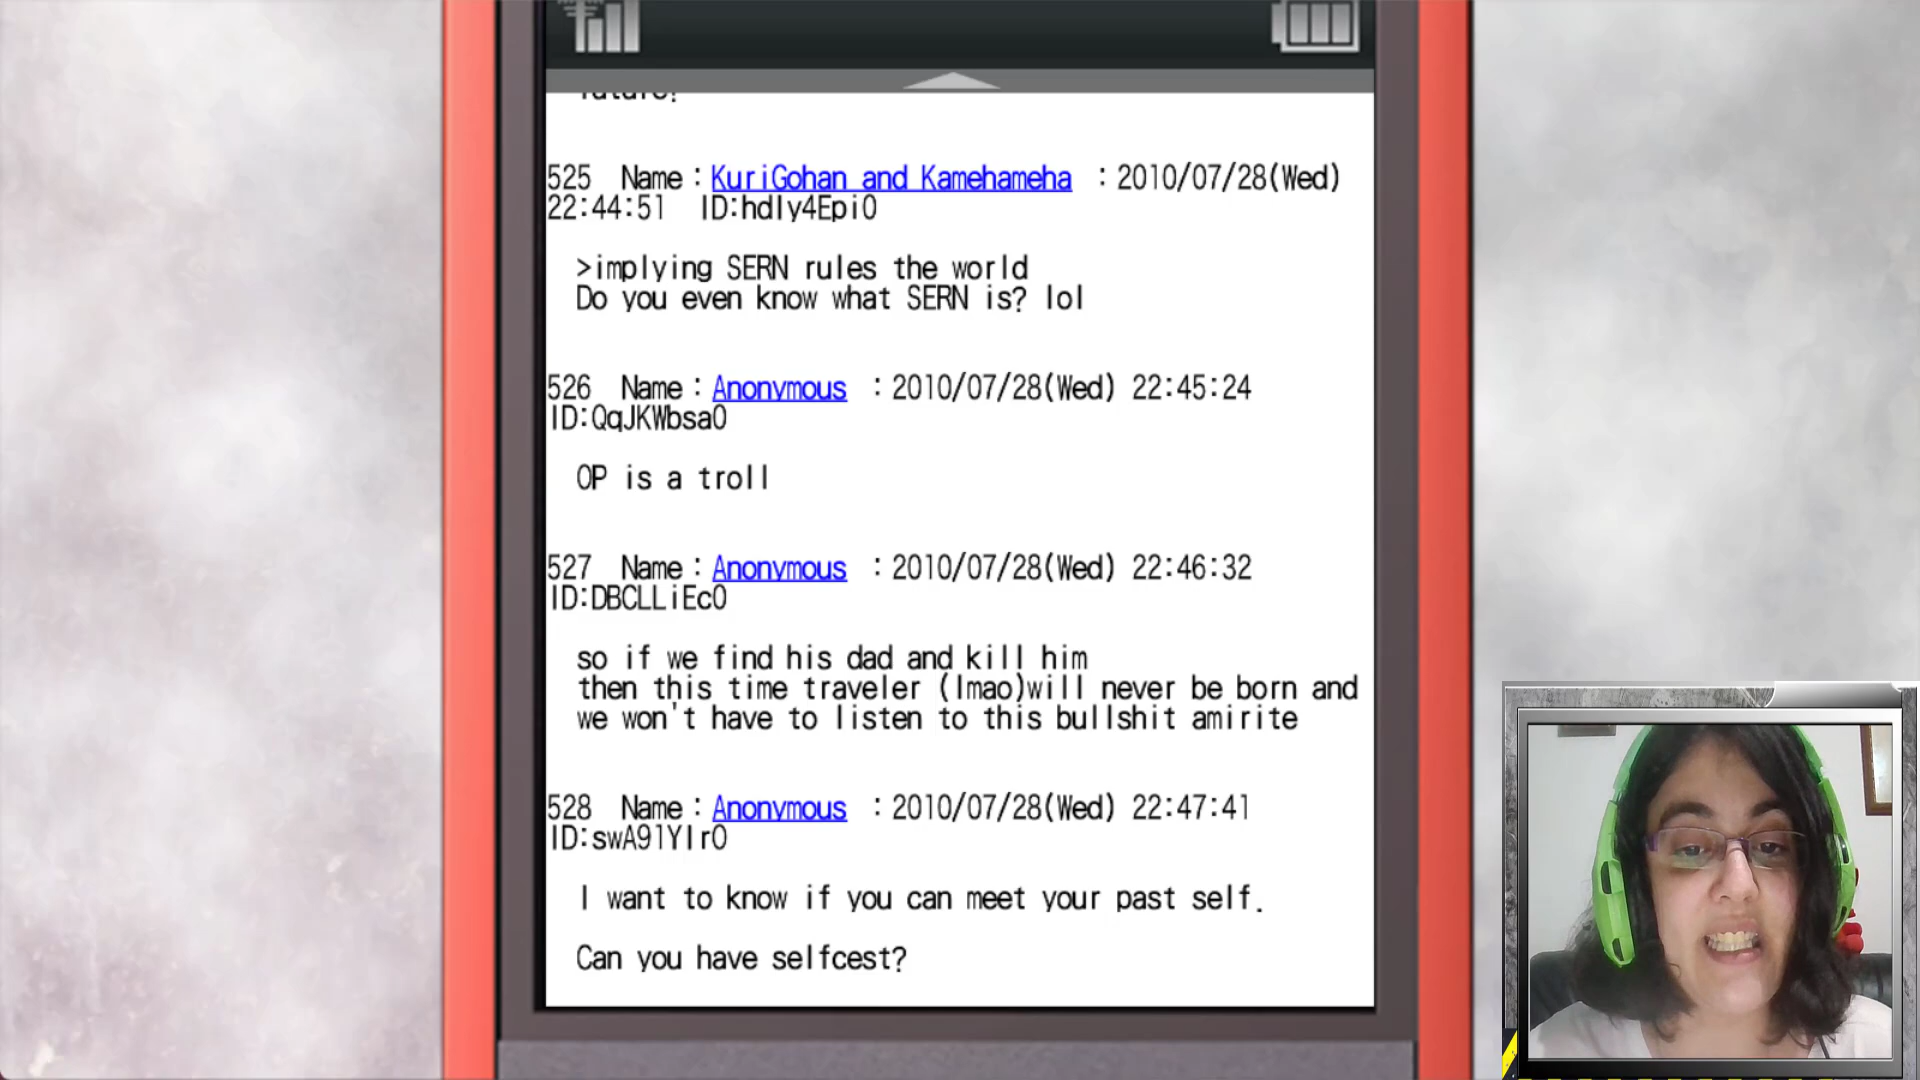 future?
525 Name：KuriGohan and Kamehameha ：2010/07/28(Wed)
22:44:51 ID:hdIy4Epi0
>implying SERN rules the world
Do you even know what SERN is? lol
526 Name：Anonymous ：2010/07/28(Wed) 22:45:24
ID:QqJKWbsa0
OP is a troll
527 Name：Anonymous ：2010/07/28(Wed) 22:46:32
ID:DBCLLiEc0
so if we find his dad and kill him
then this time traveler (lmao)will never be born and
we won't have to listen to this bullshit amirite
528 Name：Anonymous ：2010/07/28(Wed) 22:47:41
ID:swA91YIr0
I want to know if you can meet your past self.
Can you have selfcest?